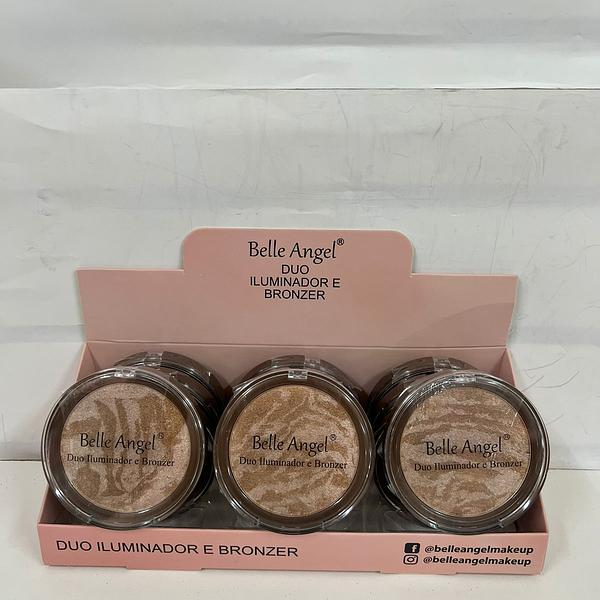 Belle Angel®
DUO
ILUMINADOR E
BRONZER
Belle Angel®
Duo Iluminador e Bronzer
Belle Angel®
Duo Iluminador e Bronzer
Belle Angel®
Duo Iluminador e Bronzer
DUO ILUMINADOR E BRONZER
@belleangelmakeup
@belleangelmakeup